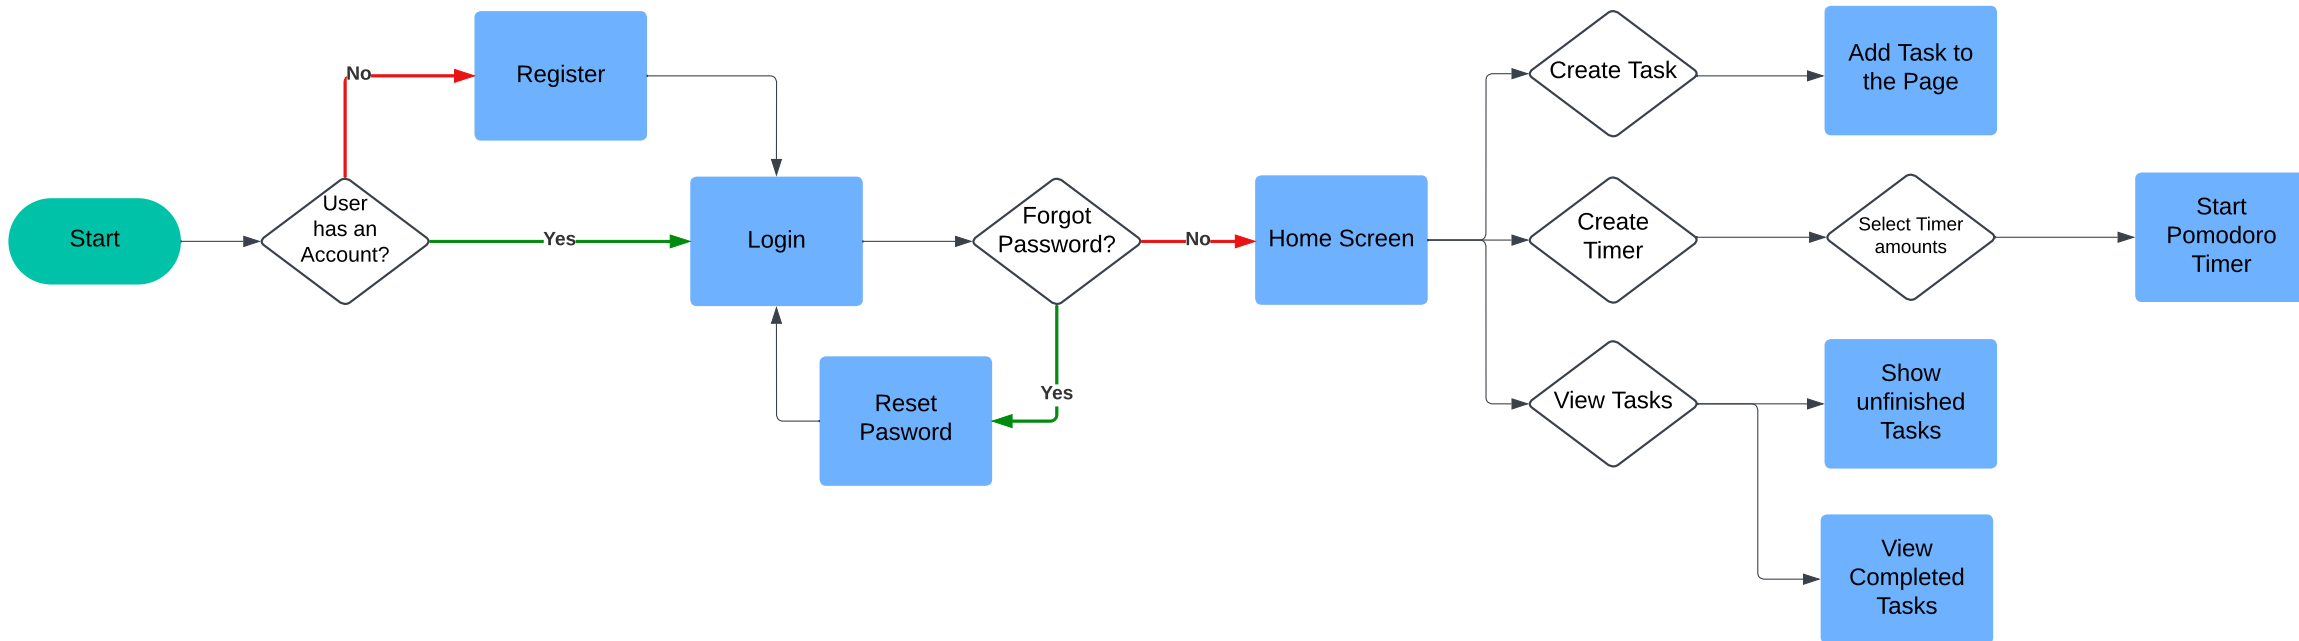 Start
User
has an
Account?
No
Register
Yes
Login
Forgot
Password?
No
Yes
Reset
Pasword
Home Screen
Create Task
Add Task to
the Page
Create
Timer
Select Timer
amounts
Start
Pomodoro
Timer
View Tasks
Show
unfinished
Tasks
View
Completed
Tasks